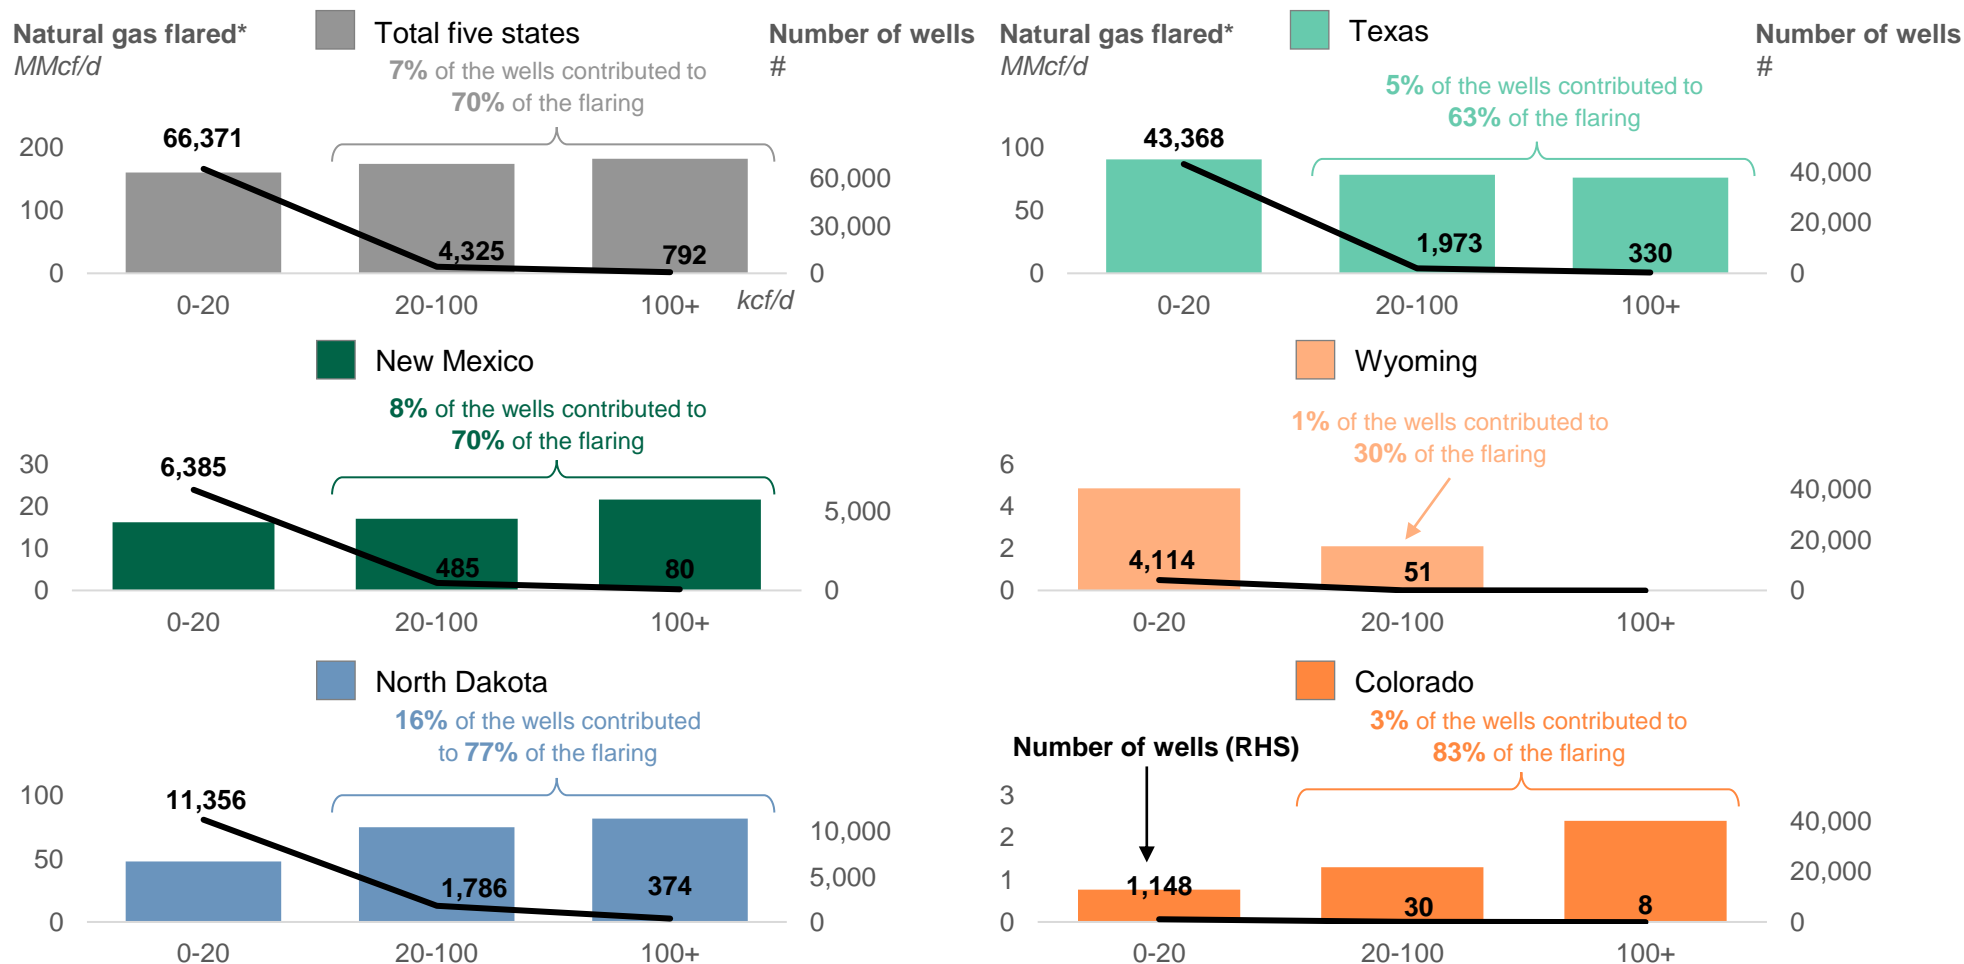 Natural gas flared*
MMcf/d
Total five states
Number of wells
#
7% of the wells contributed to
70% of the flaring
200
100
0
66,371
4,325
792
60,000
30,000
0
0-20
20-100
100+
kcf/d
Natural gas flared*
MMcf/d
Texas
Number of wells
#
5% of the wells contributed to
63% of the flaring
100
50
0
43,368
1,973
330
40,000
20,000
0
0-20
20-100
100+
New Mexico
8% of the wells contributed to
70% of the flaring
30
20
10
0
6,385
485
80
5,000
0
0-20
20-100
100+
Wyoming
1% of the wells contributed to
30% of the flaring
6
4
2
0
4,114
51
40,000
20,000
0
0-20
20-100
100+
North Dakota
16% of the wells contributed
to 77% of the flaring
100
50
0
11,356
1,786
374
10,000
5,000
0
0-20
20-100
100+
Colorado
3% of the wells contributed to
83% of the flaring
Number of wells (RHS)
3
2
1
0
1,148
30
8
40,000
20,000
0
0-20
20-100
100+